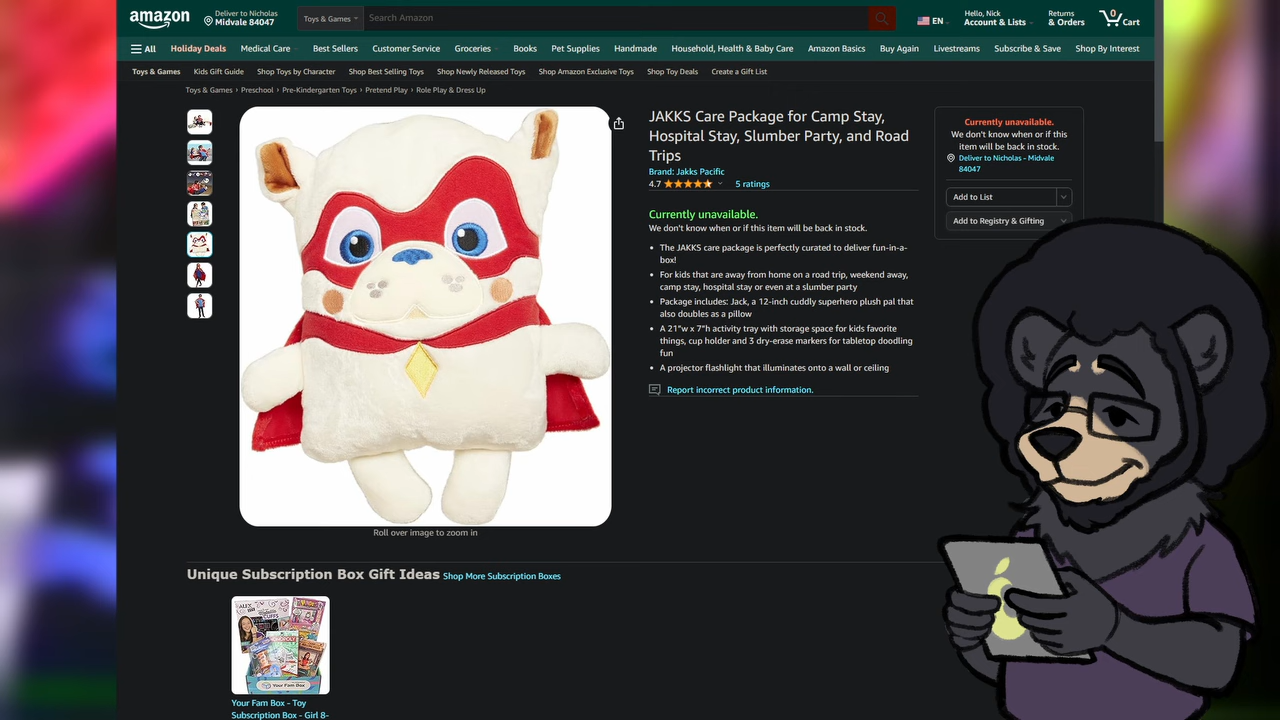 amazon
Deliver to Nicholas
Midvale 84047
Toys & Games
Search Amazon
EN
Hello, Nick
Account & Lists
Returns
& Orders
0
Cart
All
Holiday Deals
Medical Care
Best Sellers
Customer Service
Groceries
Books
Pet Supplies
Handmade
Household, Health & Baby Care
Amazon Basics
Buy Again
Livestreams
Subscribe & Save
Shop By Interest
Toys & Games
Kids Gift Guide
Shop Toys by Character
Shop Best Selling Toys
Shop Newly Released Toys
Shop Amazon Exclusive Toys
Shop Toy Deals
Create a Gift List
Toys & Games › Preschool › Pre-Kindergarten Toys › Pretend Play › Role Play & Dress Up
JAKKS Care Package for Camp Stay,
Hospital Stay, Slumber Party, and Road
Trips
Brand: Jakks Pacific
4.7
5 ratings
Currently unavailable.
We don't know when or if this item will be back in stock.
• The JAKKS care package is perfectly curated to deliver fun-in-a-
box!
• For kids that are away from home on a road trip, weekend away,
camp stay, hospital stay or even at a slumber party
• Package includes: Jack, a 12-inch cuddly superhero plush pal that
also doubles as a pillow
• A 21"w x 7"h activity tray with storage space for kids favorite
things, cup holder and 3 dry-erase markers for tabletop doodling
fun
• A projector flashlight that illuminates onto a wall or ceiling
Report incorrect product information.
Currently unavailable.
We don't know when or if this
item will be back in stock.
Deliver to Nicholas - Midvale
84047
Add to List
Add to Registry & Gifting
Roll over image to zoom in
Unique Subscription Box Gift Ideas
Shop More Subscription Boxes
MONOPOLY
Your Fam Box
Your Fam Box - Toy
Subscription Box - Girl 8-